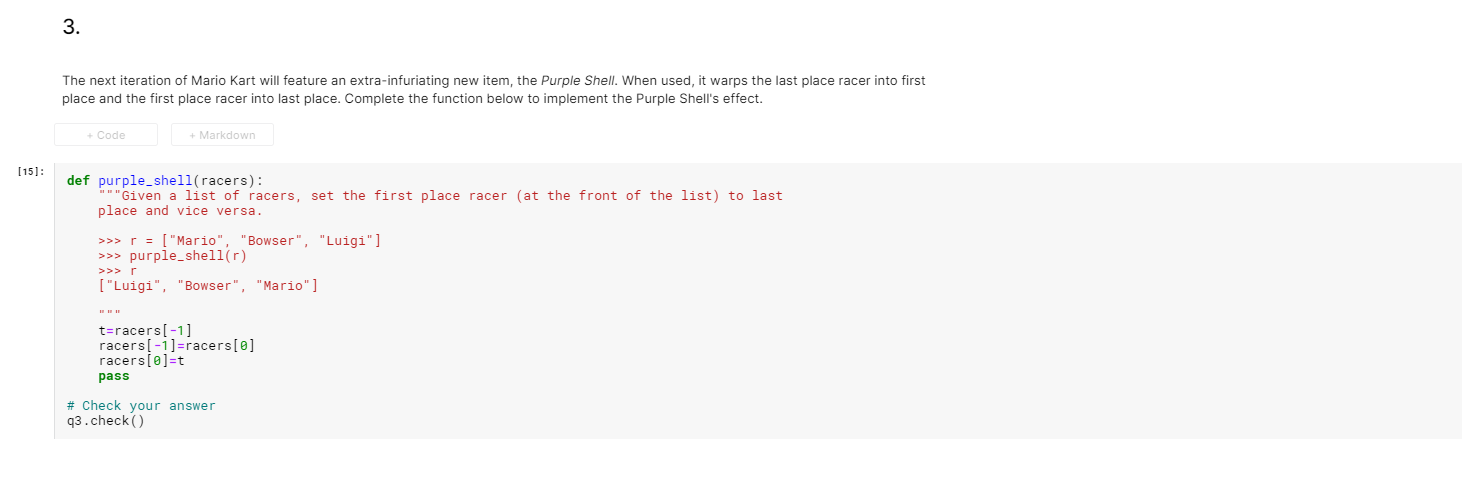 3.
The next iteration of Mario Kart will feature an extra-infuriating new item, the Purple Shell. When used, it warps the last place racer into first
place and the first place racer into last place. Complete the function below to implement the Purple Shell's effect.
+ Code
+ Markdown
[15]:
def purple_shell(racers):
    """Given a list of racers, set the first place racer (at the front of the list) to last
    place and vice versa.
    >>> r = ["Mario", "Bowser", "Luigi"]
    >>> purple_shell(r)
    >>> r
    ["Luigi", "Bowser", "Mario"]
    """
    t=racers[-1]
    racers[-1]=racers[0]
    racers[0]=t
    pass
# Check your answer
q3.check()